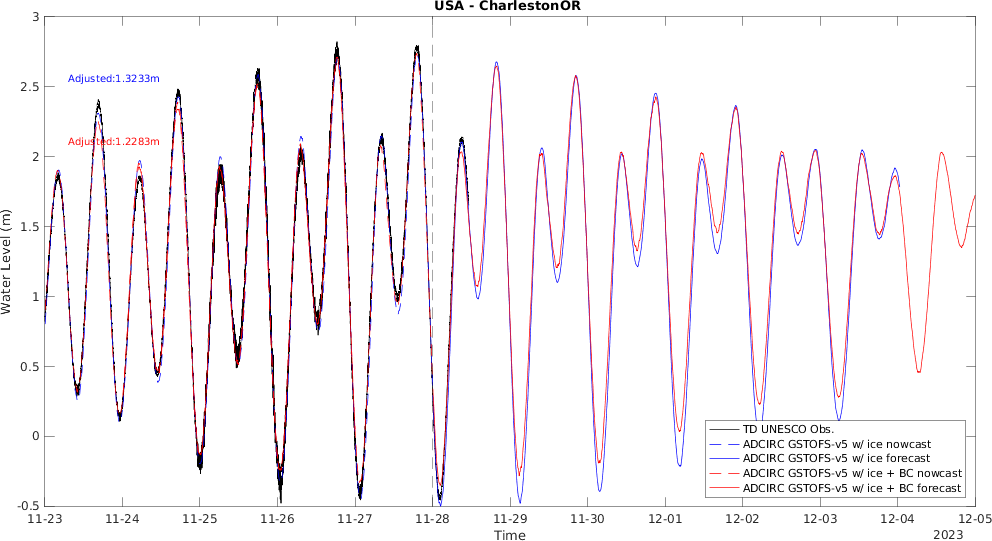 USA - CharlestonOR
3
2.5
2
1.5
1
0.5
0
-0.5
Water Level (m)
Adjusted:1.3233m
Adjusted:1.2283m
TD UNESCO Obs.
ADCIRC GSTOFS-v5 w/ ice nowcast
ADCIRC GSTOFS-v5 w/ ice forecast
ADCIRC GSTOFS-v5 w/ ice + BC nowcast
ADCIRC GSTOFS-v5 w/ ice + BC forecast
11-23 11-24 11-25 11-26 11-27 11-28 11-29 11-30 12-01 12-02 12-03 12-04 12-05
Time
2023